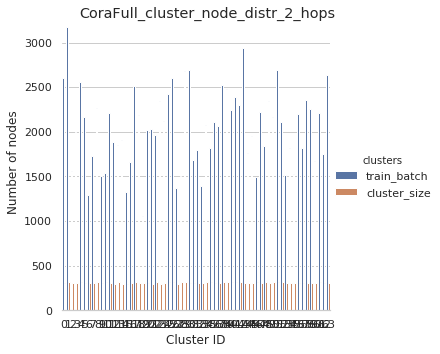 CoraFull_cluster_node_distr_2_hops
3000
2500
2000
1500
1000
500
0
Number of nodes
Cluster ID
clusters
train_batch
cluster_size